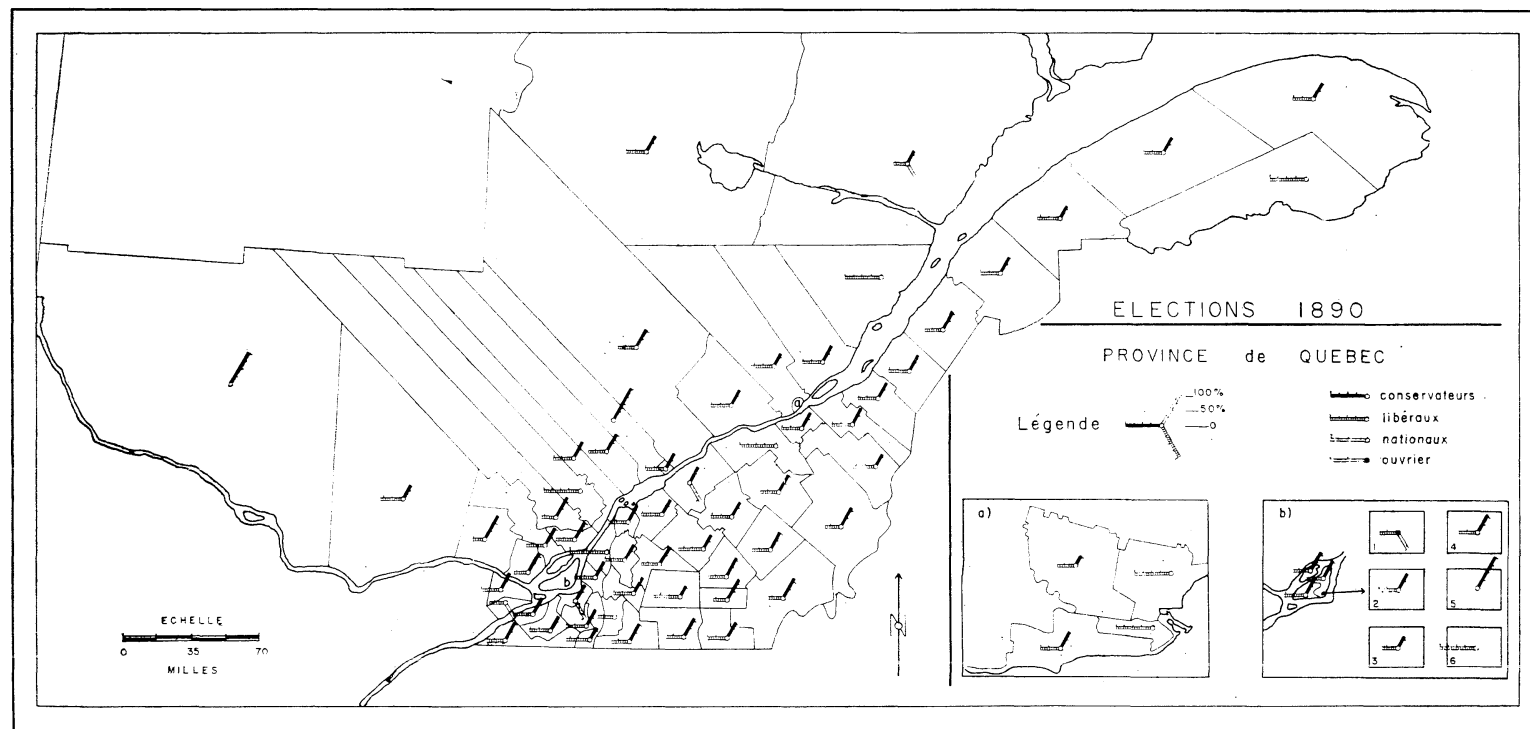 ELECTIONS 1890
PROVINCE de QUEBEC
Légende
100%
50%
0
conservateurs
libéraux
nationaux
ouvrier
a
b
N
ECHELLE
0 35 70
MILLES
a)
b)
1
4
2
5
3
6